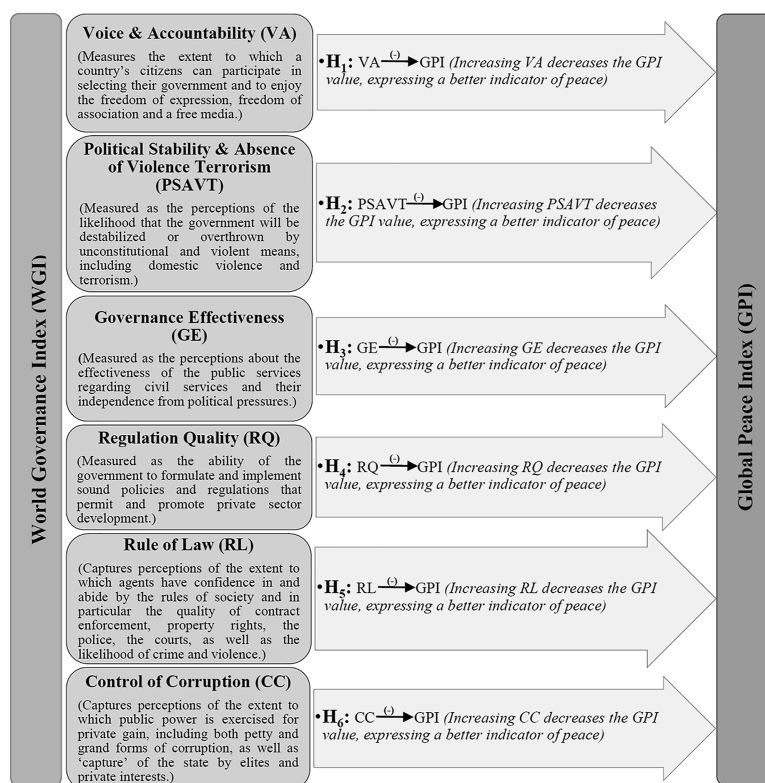 World Governance Index (WGI)
Voice & Accountability (VA)
(Measures the extent to which a
country's citizens can participate in
selecting their government and to enjoy
the freedom of expression, freedom of
association and a free media.)
•H1: VA (-) GPI (Increasing VA decreases the GPI
value, expressing a better indicator of peace)
Political Stability & Absence
of Violence Terrorism
(PSAVT)
(Measured as the perceptions of the
likelihood that the government will be
destabilized or overthrown by
unconstitutional and violent means,
including domestic violence and
terrorism.)
•H2: PSAVT (-) GPI (Increasing PSAVT decreases
the GPI value, expressing a better indicator of peace)
Governance Effectiveness
(GE)
(Measured as the perceptions about the
effectiveness of the public services
regarding civil services and their
independence from political pressures.)
•H3: GE (-) GPI (Increasing GE decreases the GPI
value, expressing a better indicator of peace)
Regulation Quality (RQ)
(Measured as the ability of the
government to formulate and implement
sound policies and regulations that
permit and promote private sector
development.)
•H4: RQ (-) GPI (Increasing RQ decreases the GPI
value, expressing a better indicator of peace)
Rule of Law (RL)
(Captures perceptions of the extent to
which agents have confidence in and
abide by the rules of society and in
particular the quality of contract
enforcement, property rights, the
police, the courts, as well as the
likelihood of crime and violence.)
•H5: RL (-) GPI (Increasing RL decreases the GPI
value, expressing a better indicator of peace)
Control of Corruption (CC)
(Captures perceptions of the extent to
which public power is exercised for
private gain, including both petty and
grand forms of corruption, as well as
'capture' of the state by elites and
private interests.)
•H6: CC (-) GPI (Increasing CC decreases the GPI
value, expressing a better indicator of peace)
Global Peace Index (GPI)